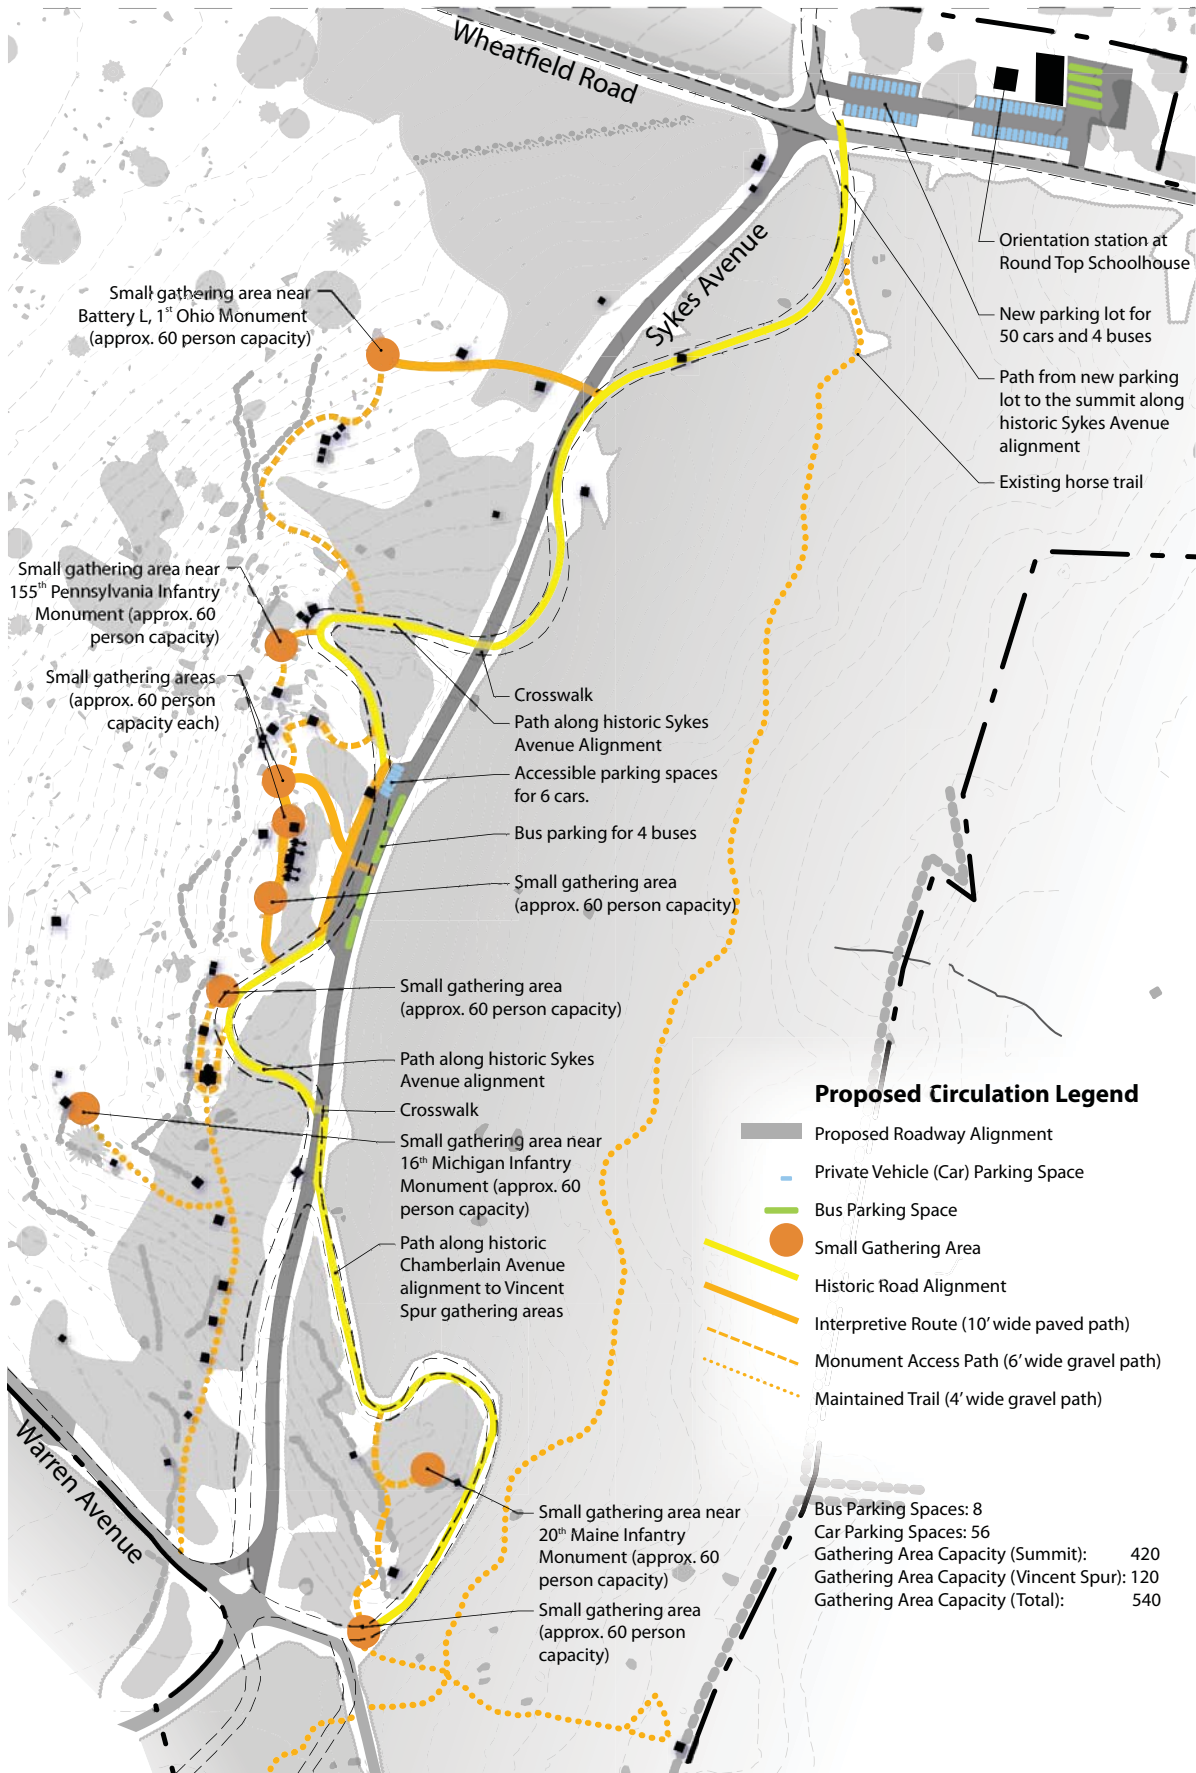 Wheatfield Road
Sykes Avenue
Orientation station at
Round Top Schoolhouse
New parking lot for
50 cars and 4 buses
Path from new parking
lot to the summit along
historic Sykes Avenue
alignment
Existing horse trail
Small gathering area near
Battery L, 1st Ohio Monument
(approx. 60 person capacity)
Small gathering area near
155th Pennsylvania Infantry
Monument (approx. 60
person capacity)
Small gathering areas
(approx. 60 person
capacity each)
Crosswalk
Path along historic Sykes
Avenue Alignment
Accessible parking spaces
for 6 cars.
Bus parking for 4 buses
Small gathering area
(approx. 60 person capacity)
Small gathering area
(approx. 60 person capacity)
Path along historic Sykes
Avenue alignment
Crosswalk
Small gathering area near
16th Michigan Infantry
Monument (approx. 60
person capacity)
Path along historic
Chamberlain Avenue
alignment to Vincent
Spur gathering areas
Warren Avenue
Small gathering area near
20th Maine Infantry
Monument (approx. 60
person capacity)
Small gathering area
(approx. 60 person
capacity)
Proposed Circulation Legend
Proposed Roadway Alignment
Private Vehicle (Car) Parking Space
Bus Parking Space
Small Gathering Area
Historic Road Alignment
Interpretive Route (10' wide paved path)
Monument Access Path (6' wide gravel path)
Maintained Trail (4' wide gravel path)
Bus Parking Spaces: 8
Car Parking Spaces: 56
Gathering Area Capacity (Summit): 420
Gathering Area Capacity (Vincent Spur): 120
Gathering Area Capacity (Total): 540